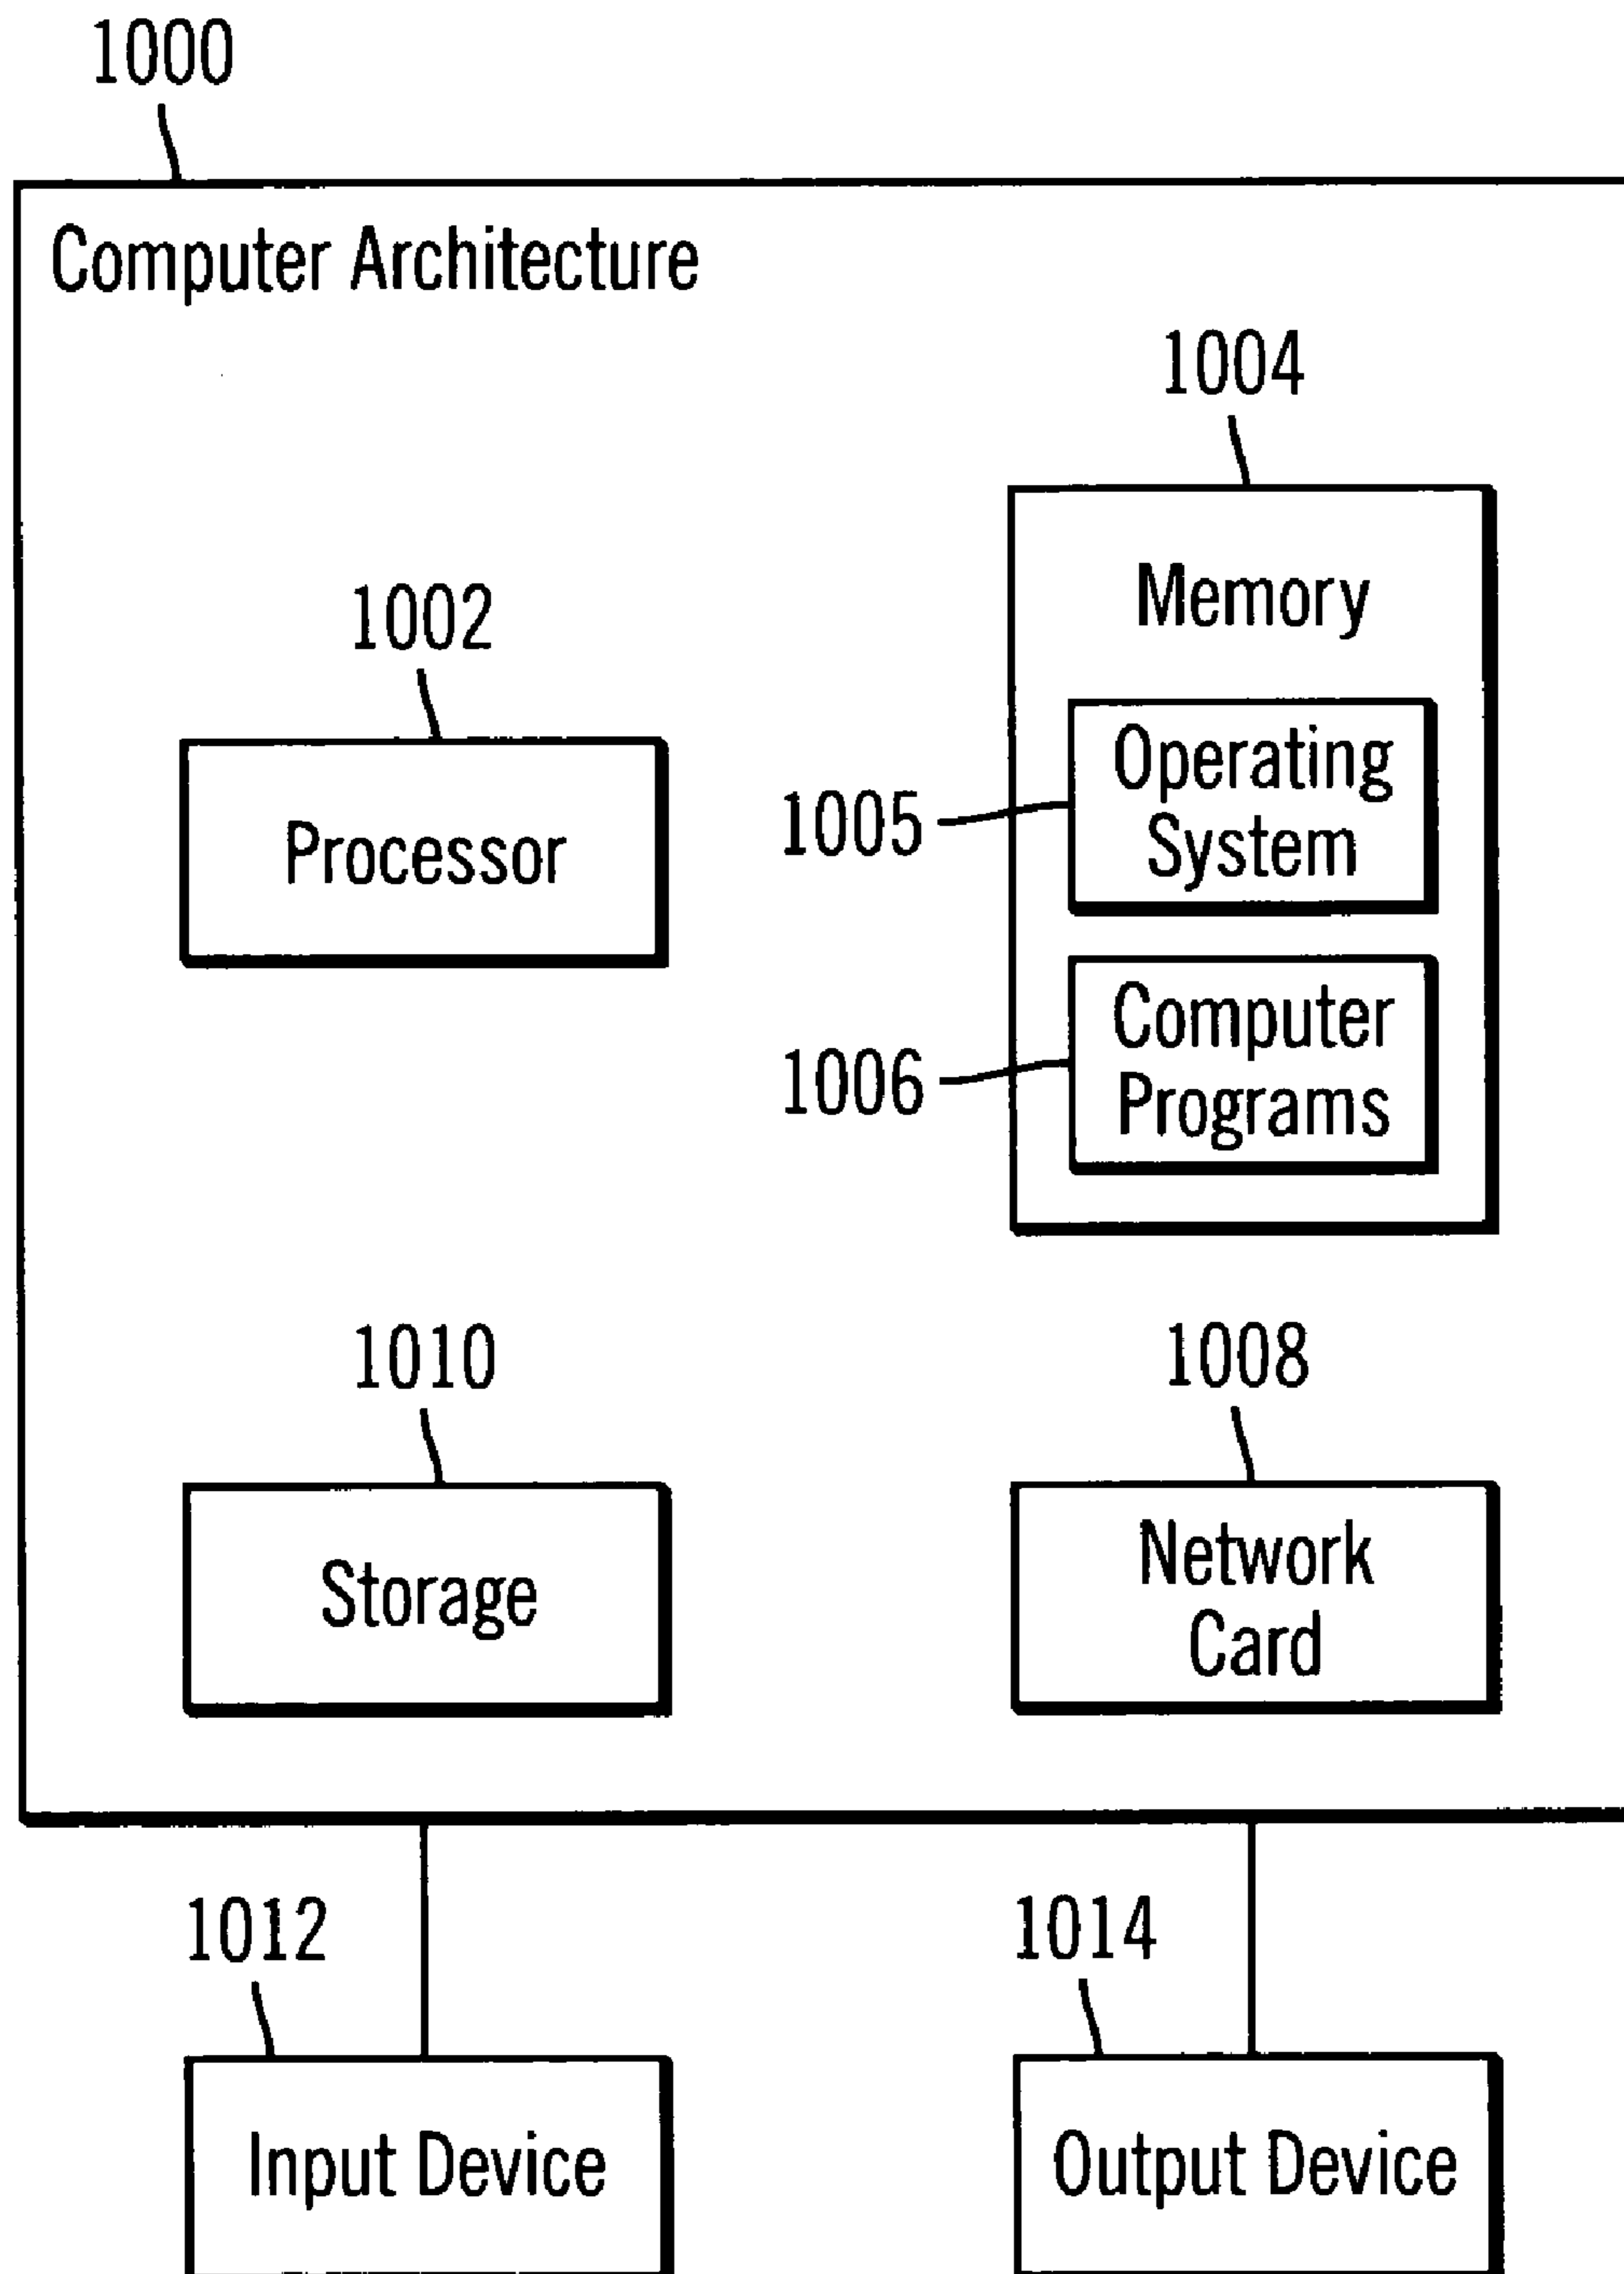 1000
Computer Architecture
1004
Memory
1002
Operating
System
1005
Processor
Computer
Programs
1006
1010
1008
Storage
Network
Card
1012
1014
Input Device
Output Device